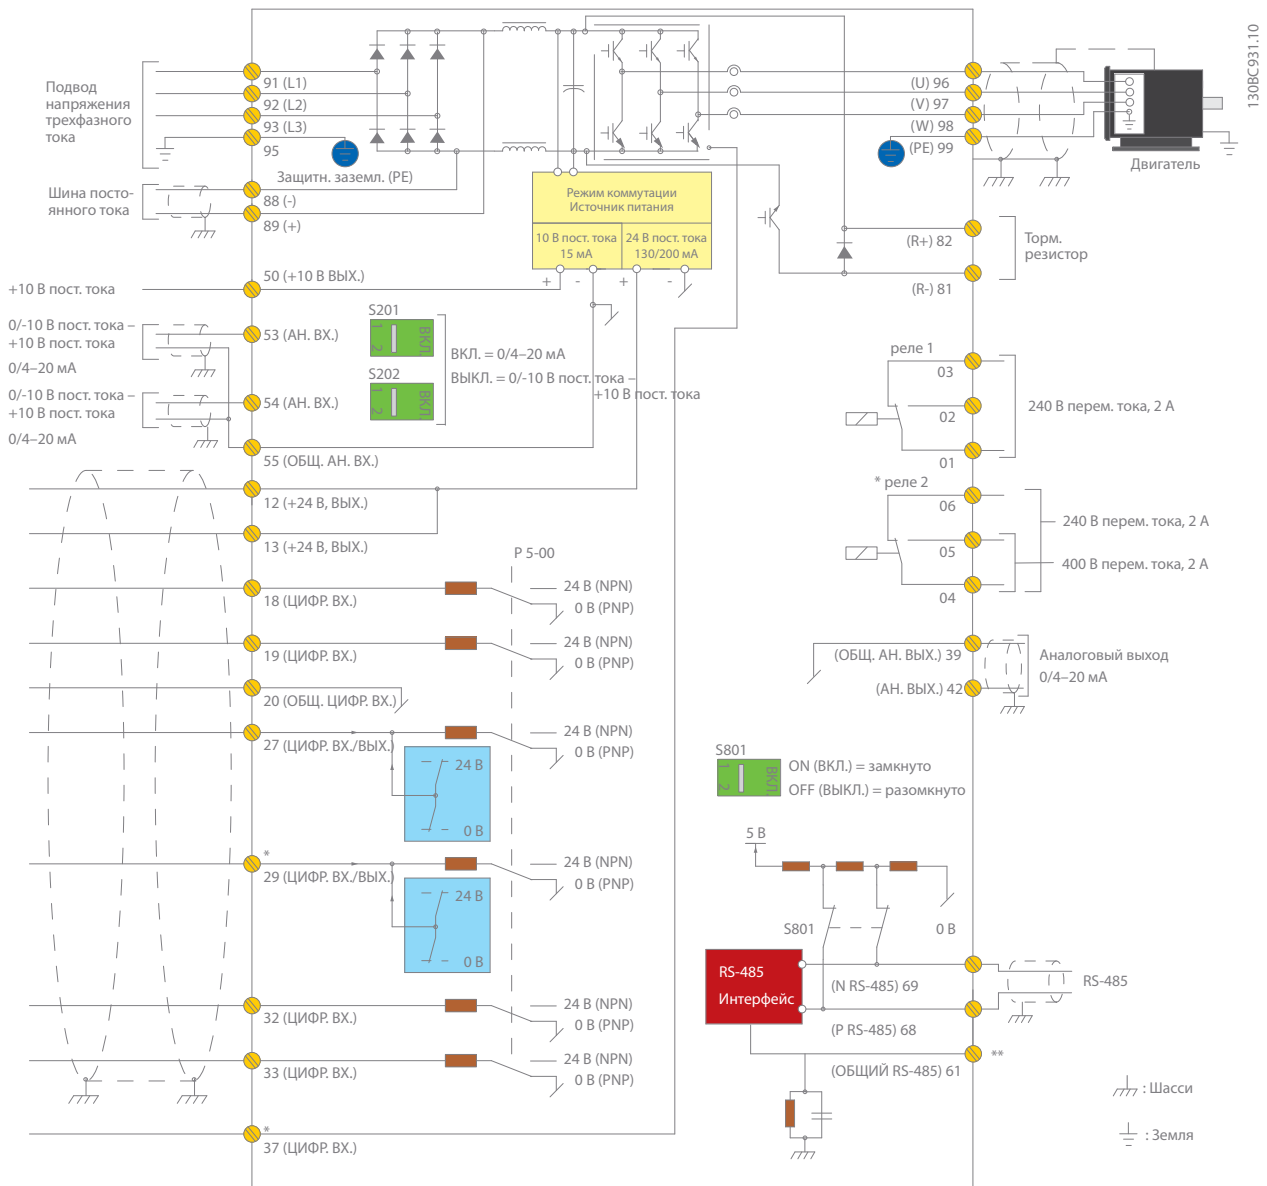 130BC931.10
Подвод
напряжения
трехфазного
тока
91 (L1)
92 (L2)
93 (L3)
95
Защитн. заземл. (PE)
Шина посто-
янного тока
88 (-)
89 (+)
Режим коммутации
Источник питания
10 В пост. тока
15 мА
24 В пост. тока
130/200 мА
+ - + -
(U) 96
(V) 97
(W) 98
(PE) 99
Двигатель
(R+) 82
(R-) 81
Торм.
резистор
+10 В пост. тока
50 (+10 В ВЫХ.)
0/-10 В пост. тока –
+10 В пост. тока
0/4–20 мА
53 (АН. ВХ.)
0/-10 В пост. тока –
+10 В пост. тока
0/4–20 мА
54 (АН. ВХ.)
55 (ОБЩ. АН. ВХ.)
S201
1
2
ВКЛ.
S202
1
2
ВКЛ.
ВКЛ. = 0/4–20 мА
ВЫКЛ. = 0/-10 В пост. тока –
+10 В пост. тока
реле 1
03
02
01
240 В перем. тока, 2 А
* реле 2
06
05
04
240 В перем. тока, 2 А
400 В перем. тока, 2 А
12 (+24 В, ВЫХ.)
13 (+24 В, ВЫХ.)
P 5-00
18 (ЦИФР. ВХ.)
24 В (NPN)
0 В (PNP)
19 (ЦИФР. ВХ.)
24 В (NPN)
0 В (PNP)
20 (ОБЩ. ЦИФР. ВХ.)
27 (ЦИФР. ВХ./ВЫХ.)
24 В (NPN)
0 В (PNP)
24 В
0 В
*
29 (ЦИФР. ВХ./ВЫХ.)
24 В (NPN)
0 В (PNP)
24 В
0 В
32 (ЦИФР. ВХ.)
24 В (NPN)
0 В (PNP)
33 (ЦИФР. ВХ.)
24 В (NPN)
0 В (PNP)
*
37 (ЦИФР. ВХ.)
(ОБЩ. АН. ВЫХ.) 39
(АН. ВЫХ.) 42
Аналоговый выход
0/4–20 мА
S801
1
2
ВКЛ.
ON (ВКЛ.) = замкнуто
OFF (ВЫКЛ.) = разомкнуто
5 В
S801
0 В
RS-485
Интерфейс
(N RS-485) 69
(P RS-485) 68
(ОБЩИЙ RS-485) 61
**
RS-485
: Шасси
: Земля